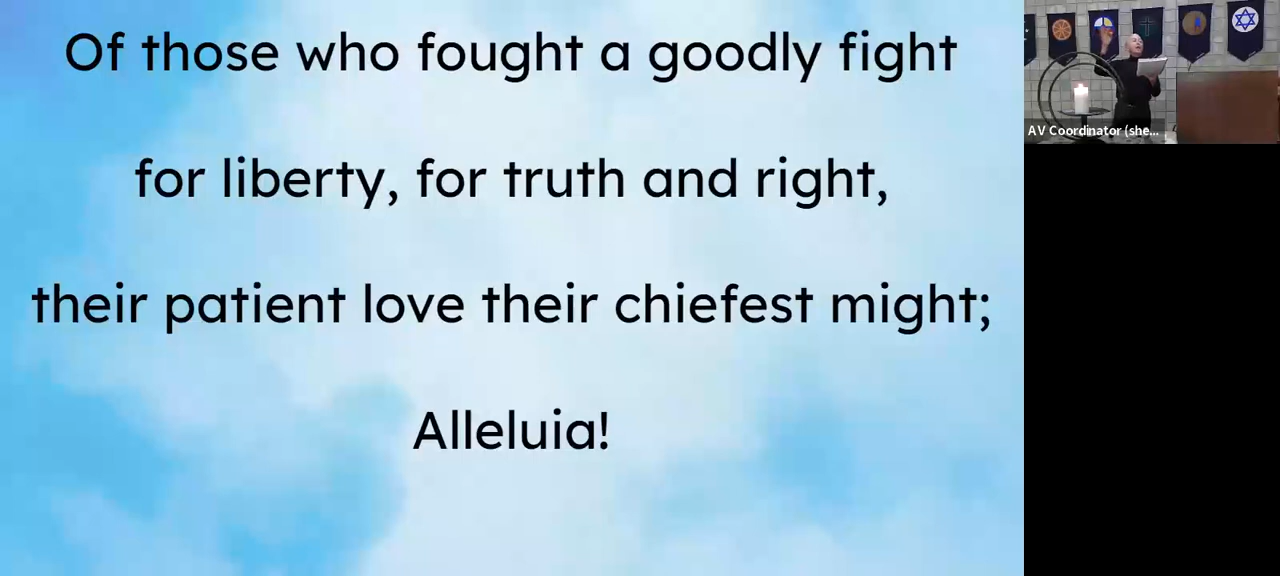 Of those who fought a goodly fight
for liberty, for truth and right,
their patient love their chiefest might;
Alleluia!
AV Coordinator (she...